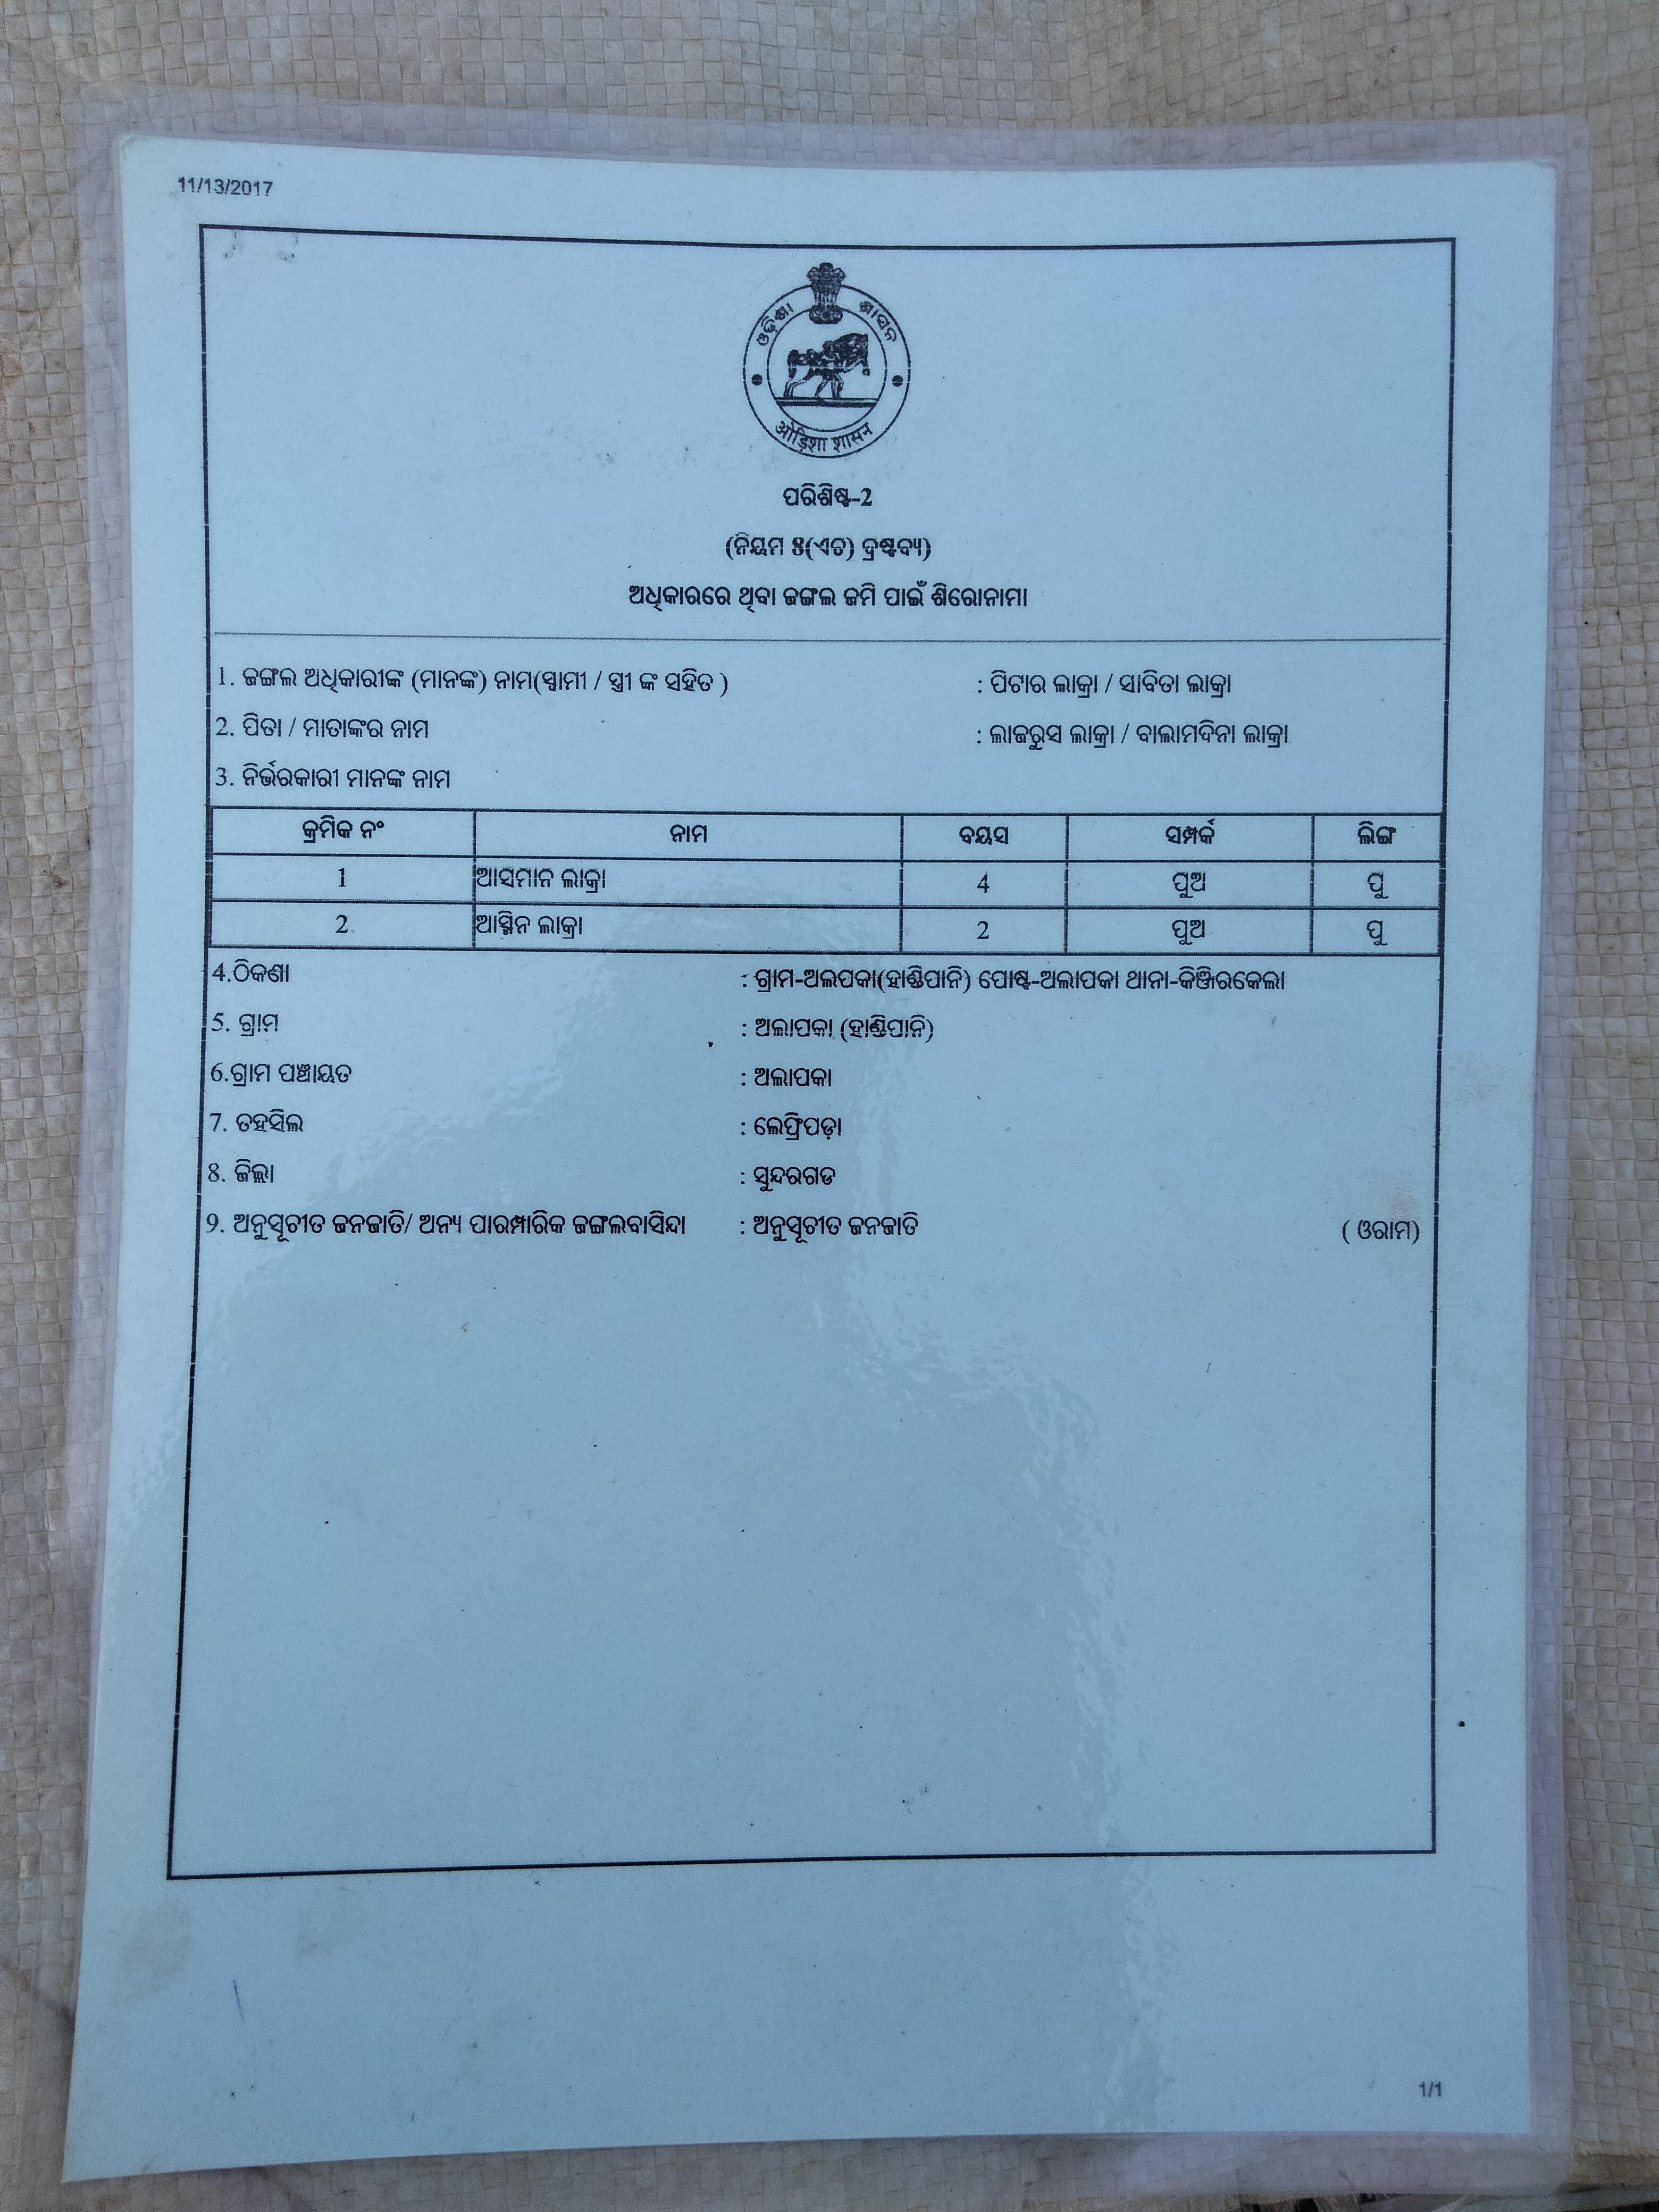 11/13/2017
ଓଡ଼ିଶା ଶାସନ
ओड़िशा शासन
ପରିଶିଷ୍ଟ-2
(ନିୟମ ୫(ଏଚ) ଦ୍ରଷ୍ଟବ୍ୟ)
ଅଧିକାରରେ ଥିବା ଜଙ୍ଗଲ ଜମି ପାଇଁ ଶିରୋନାମା
1. ଜଙ୍ଗଲ ଅଧିକାରୀଙ୍କ (ମାନଙ୍କ) ନାମ(ସ୍ୱାମୀ / ସ୍ତ୍ରୀ ଙ୍କ ସହିତ ) : ପିଟାର ଲାକ୍ରା / ସାବିତା ଲାକ୍ରା
2. ପିତା / ମାତାଙ୍କର ନାମ : ଲାଜରୁସ ଲାକ୍ରା / ବାଲାମଦିନା ଲାକ୍ରା
3. ନିର୍ଭରକାରୀ ମାନଙ୍କ ନାମ
କ୍ରମିକ ନଂ ନାମ ବୟସ ସମ୍ପର୍କ ଲିଙ୍ଗ
1 ଆସମାନ ଲାକ୍ରା 4 ପୁଅ ପୁ
2 ଆସ୍ମିନ ଲାକ୍ରା 2 ପୁଅ ପୁ
4.ଠିକଣା : ଗ୍ରାମ-ଅଲପକା(ହାଣ୍ଡିପାନି) ପୋଷ୍ଟ-ଅଲାପକା ଥାନା-କିଞ୍ଜିରକେଲା
5. ଗ୍ରାମ : ଅଲାପକା (ହାଣ୍ଡିପାନି)
6.ଗ୍ରାମ ପଞ୍ଚାୟତ : ଅଲାପକା
7. ତହସିଲ : ଲେଫ୍ରିପଡ଼ା
8. ଜିଲ୍ଲା : ସୁନ୍ଦରଗଡ
9. ଅନୁସୂଚୀତ ଜନଜାତି/ ଅନ୍ୟ ପାରମ୍ପାରିକ ଜଙ୍ଗଲବାସିନ୍ଦା : ଅନୁସୂଚୀତ ଜନଜାତି ( ଓରାମ)
1/1